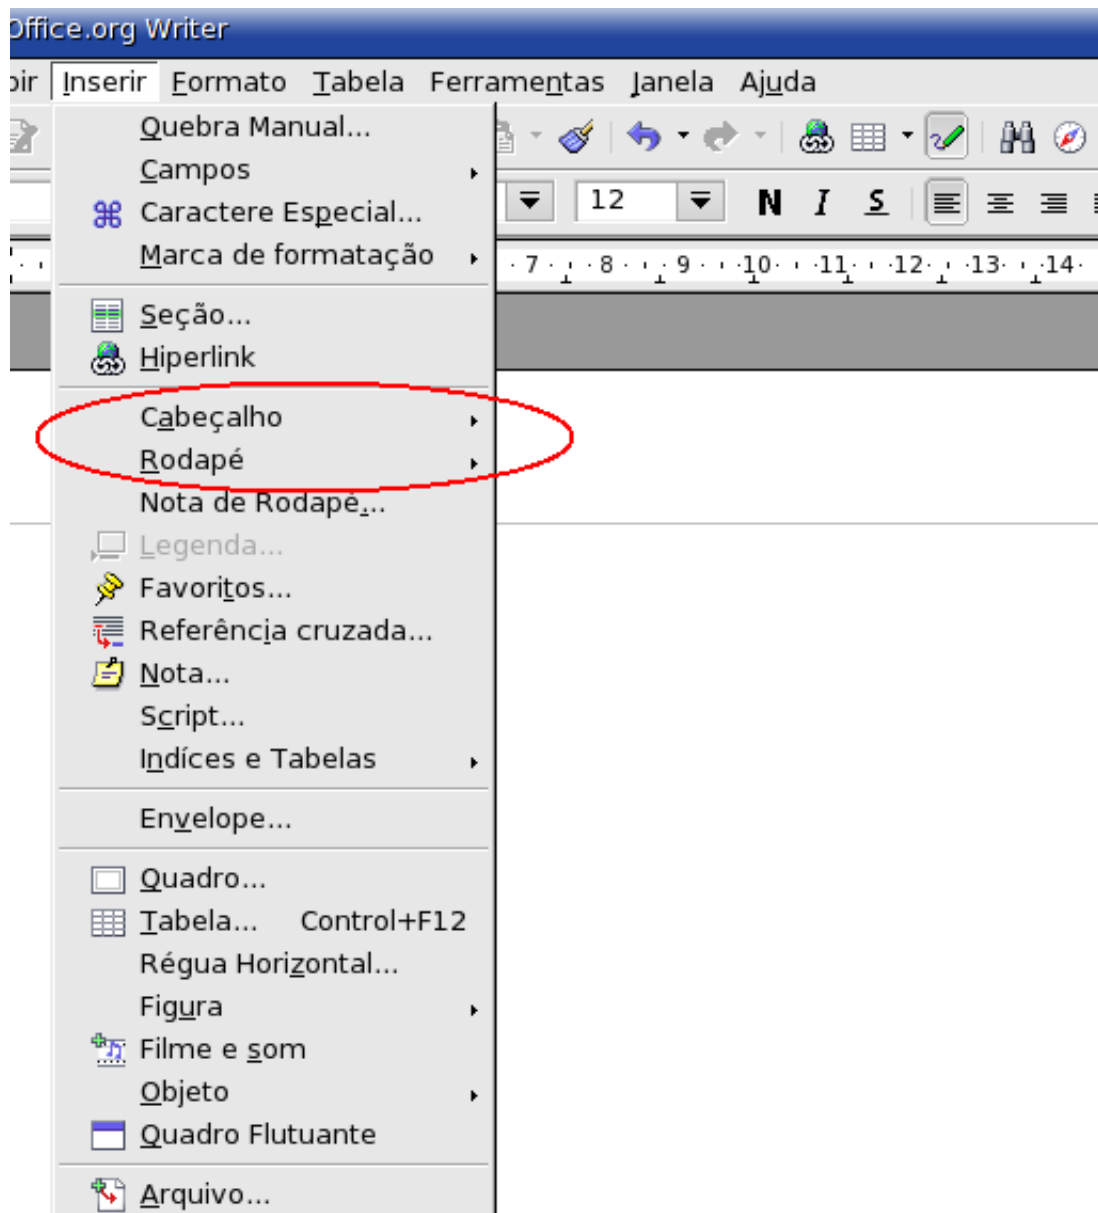 Office.org Writer
bir Inserir Formato Tabela Ferramentas Janela Ajuda
Quebra Manual...
Campos
Caractere Especial...
Marca de formatação
12
N I S
7 8 9 10 11 12 13 14
Seção...
Hiperlink
Cabeçalho
Rodapé
Nota de Rodapé...
Legenda...
Favoritos...
Referência cruzada...
Nota...
Script...
Indíces e Tabelas
Envelope...
Quadro...
Tabela... Control+F12
Régua Horizontal...
Figura
Filme e som
Objeto
Quadro Flutuante
Arquivo...